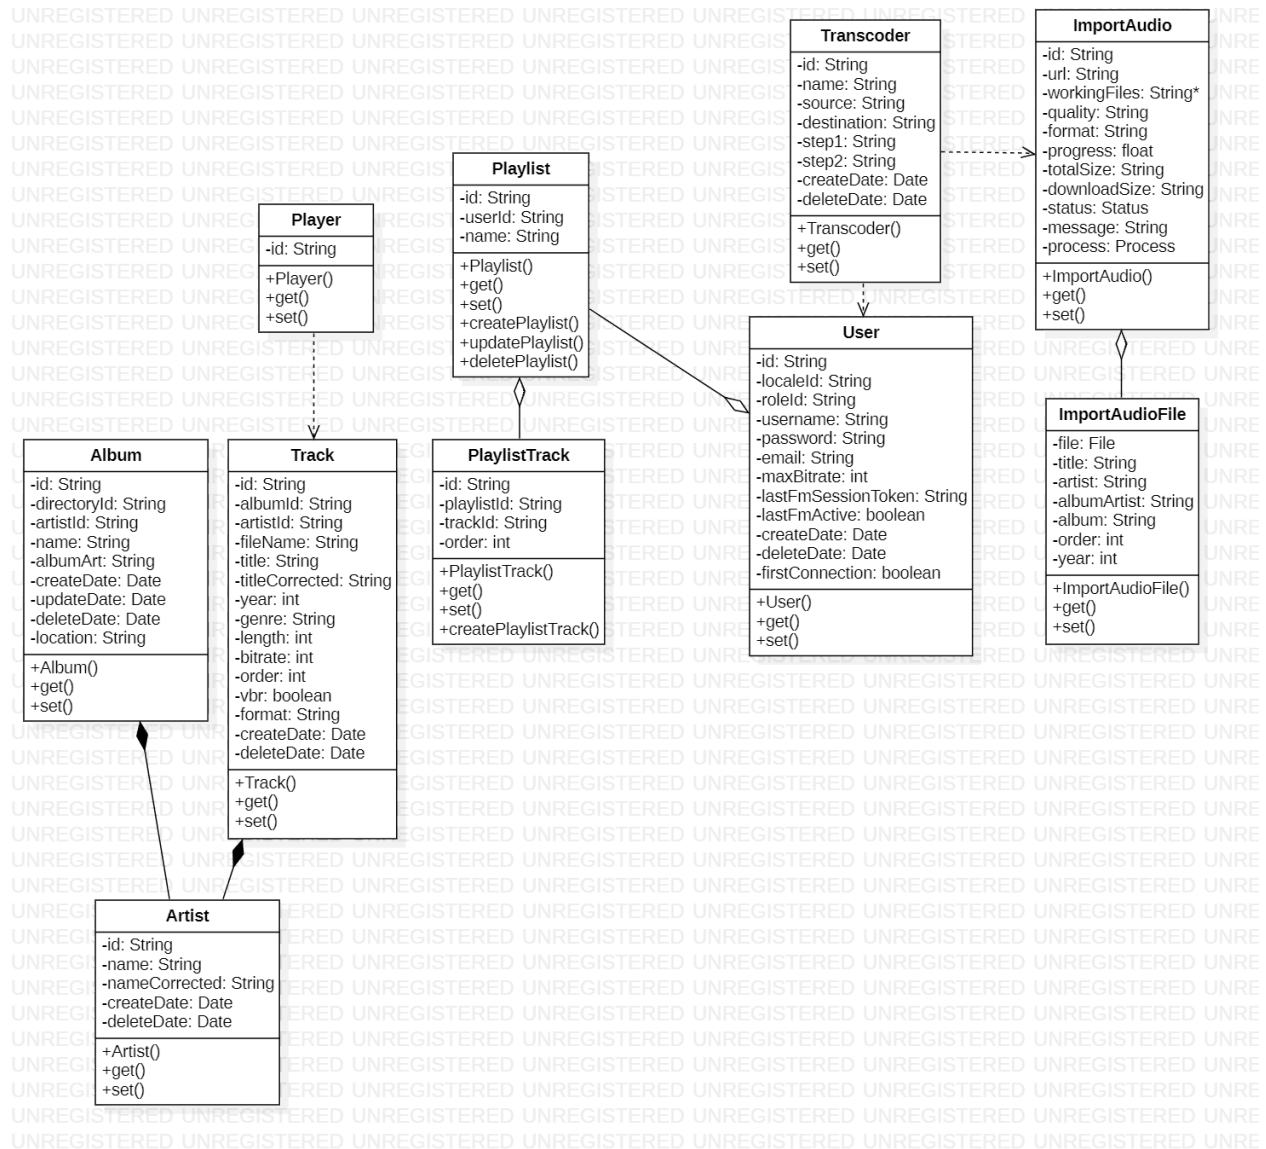 Transcoder
-id: String
-name: String
-source: String
-destination: String
-step1: String
-step2: String
-createDate: Date
-deleteDate: Date
+Transcoder()
+get()
+set()
ImportAudio
-id: String
-url: String
-workingFiles: String*
-quality: String
-format: String
-progress: float
-totalSize: String
-downloadSize: String
-status: Status
-message: String
-process: Process
+ImportAudio()
+get()
+set()
Playlist
-id: String
-userId: String
-name: String
+Playlist()
+get()
+set()
+createPlaylist()
+updatePlaylist()
+deletePlaylist()
Player
-id: String
+Player()
+get()
+set()
User
-id: String
-localeId: String
-roleId: String
-username: String
-password: String
-email: String
-maxBitrate: int
-lastFmSessionToken: String
-lastFmActive: boolean
-createDate: Date
-deleteDate: Date
-firstConnection: boolean
+User()
+get()
+set()
ImportAudioFile
-file: File
-title: String
-artist: String
-albumArtist: String
-album: String
-order: int
-year: int
+ImportAudioFile()
+get()
+set()
Album
-id: String
-directoryId: String
-artistId: String
-name: String
-albumArt: String
-createDate: Date
-updateDate: Date
-deleteDate: Date
-location: String
+Album()
+get()
+set()
Track
-id: String
-albumId: String
-artistId: String
-fileName: String
-title: String
-titleCorrected: String
-year: int
-genre: String
-length: int
-bitrate: int
-order: int
-vbr: boolean
-format: String
-createDate: Date
-deleteDate: Date
+Track()
+get()
+set()
PlaylistTrack
-id: String
-playlistId: String
-trackId: String
-order: int
+PlaylistTrack()
+get()
+set()
+createPlaylistTrack()
Artist
-id: String
-name: String
-nameCorrected: String
-createDate: Date
-deleteDate: Date
+Artist()
+get()
+set()
UNREGISTERED